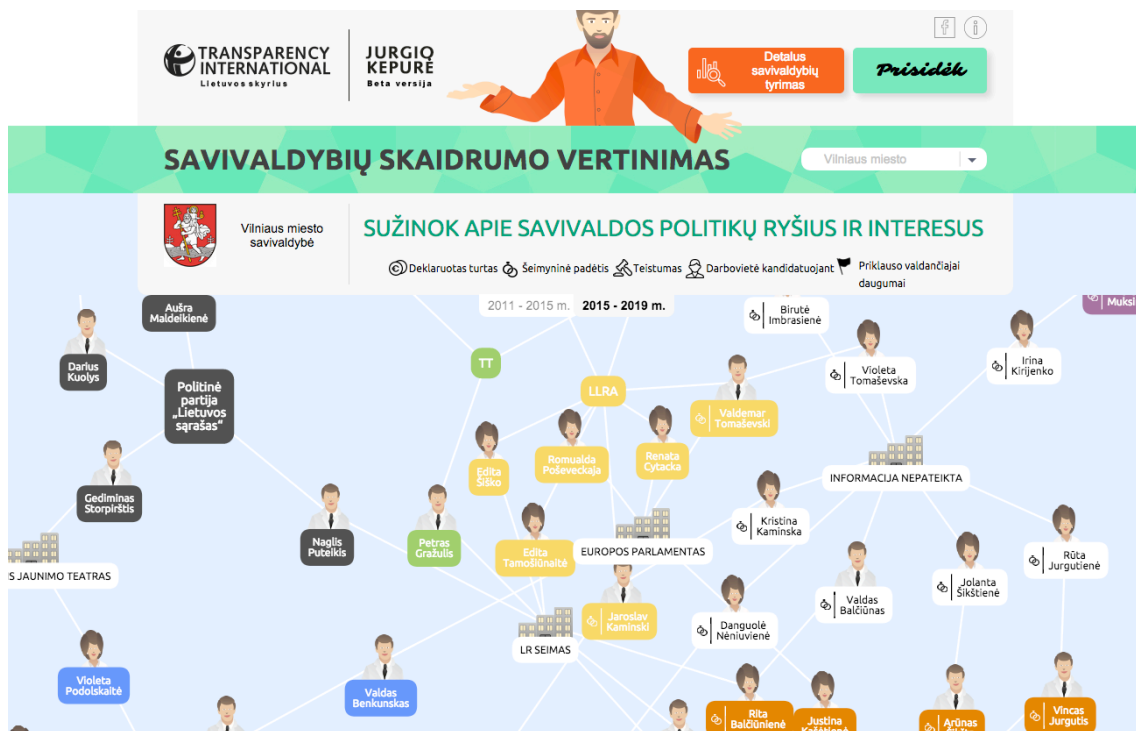 TRANSPARENCY
INTERNATIONAL
Lietuvos skyrius
JURGIO
KEPURĖ
Beta versija
Detalus
savivaldybių
tyrimas
Prisidėk
SAVIVALDYBIŲ SKAIDRUMO VERTINIMAS
Vilniaus miesto
Vilniaus miesto
savivaldybė
SUŽINOK APIE SAVIVALDOS POLITIKŲ RYŠIUS IR INTERESUS
Deklaruotas turtas
Šeimyninė padėtis
Teistumas
Darbovietė kandidatuojant
Priklauso valdančiajai
daugumai
2011 - 2015 m.
2015 - 2019 m.
Aušra
Maldeikienė
Birutė
Imbrasienė
Darius
Kuolys
TT
Violeta
Tomaševska
Irina
Kirijenko
Politinė
partija
„Lietuvos
sąrašas“
LLRA
Valdemar
Tomaševski
Edita
Šiško
Romualda
Poševeckaja
Renata
Cytacka
INFORMACIJA NEPATEIKTA
Gediminas
Storpirštis
Naglis
Puteikis
Petras
Gražulis
Edita
Tamošiūnaitė
EUROPOS PARLAMENTAS
Kristina
Kaminska
Rūta
Jurgutienė
S JAUNIMO TEATRAS
Jolanta
Šikštienė
Valdas
Balčiūnas
Jaroslav
Kaminski
Danguolė
Nėniuvienė
LR SEIMAS
Violeta
Podolskaitė
Valdas
Benkunskas
Rita
Balčiūnienė
Justina
Arūnas
Vincas
Jurgutis